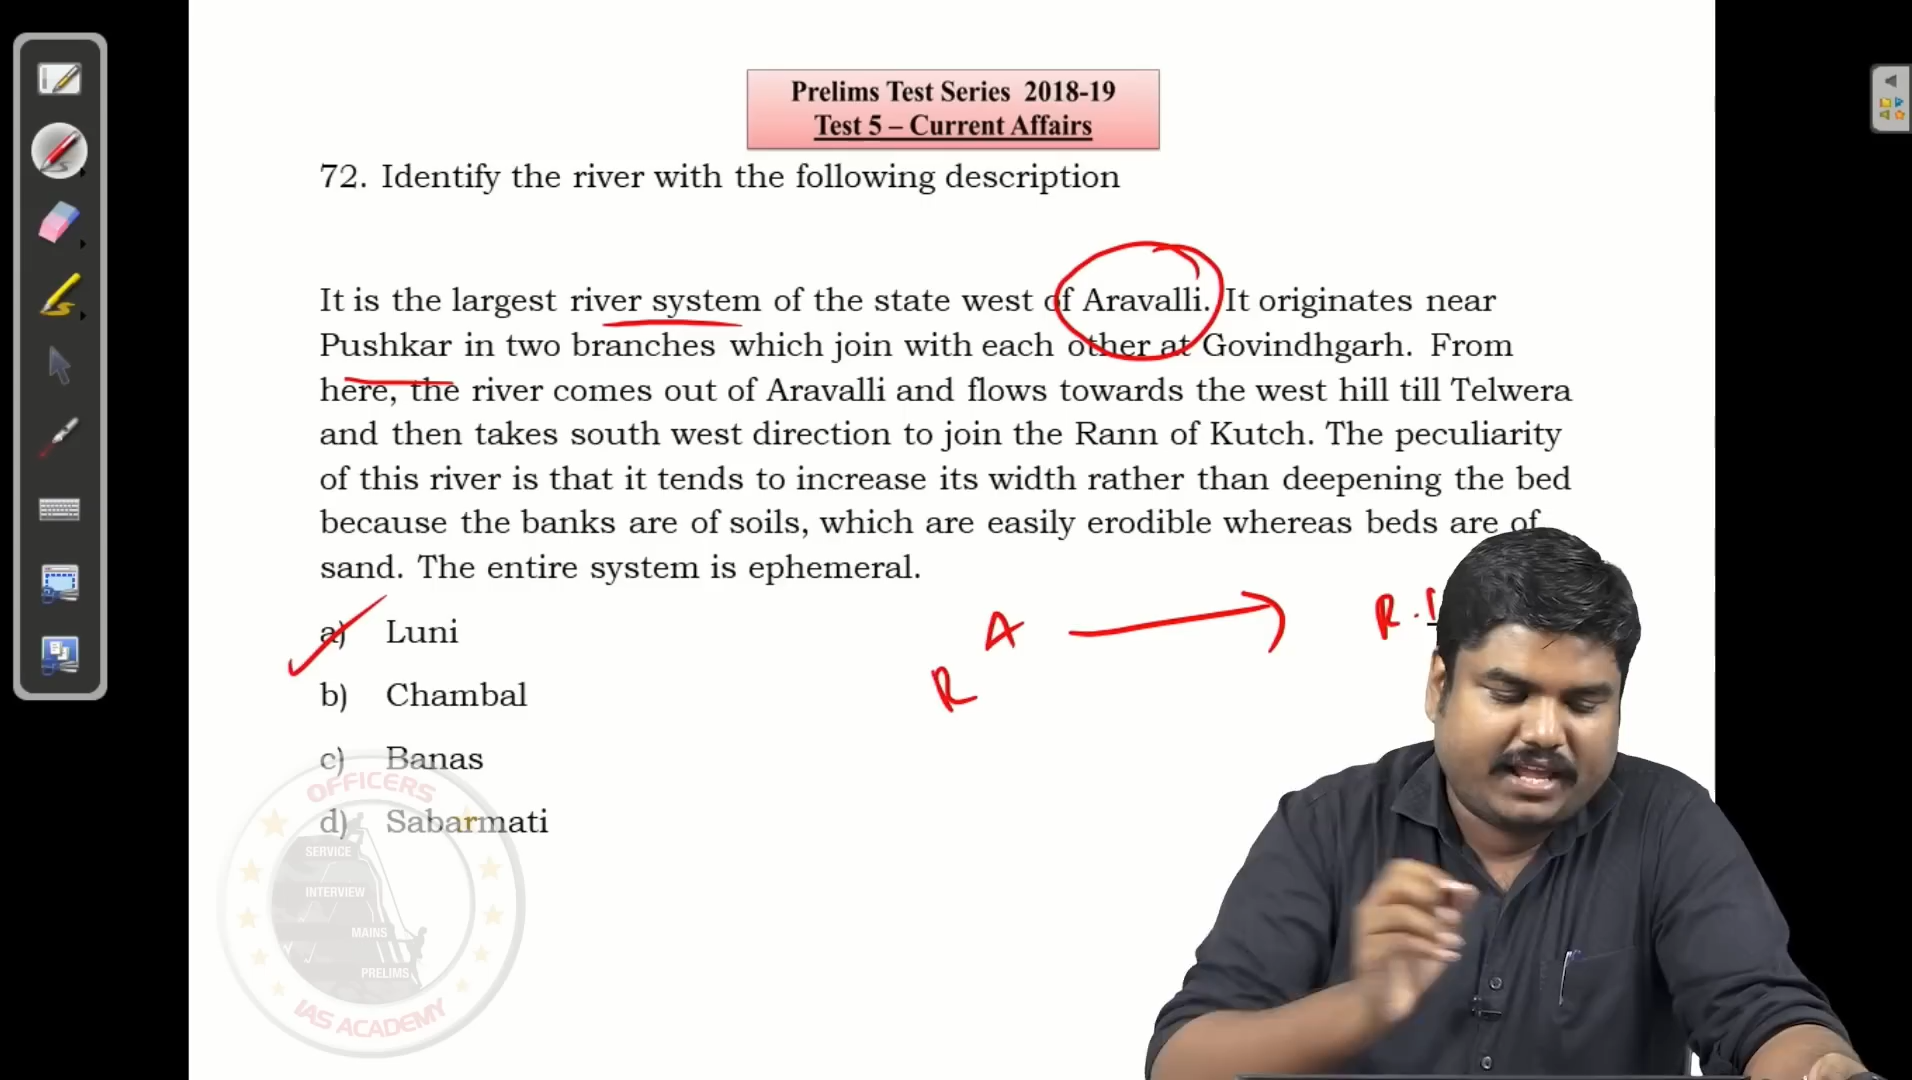 Prelims Test Series 2018-19
Test 5 – Current Affairs
72. Identify the river with the following description
It is the largest river system of the state west of Aravalli. It originates near
Pushkar in two branches which join with each other at Govindhgarh. From
here, the river comes out of Aravalli and flows towards the west hill till Telwera
and then takes south west direction to join the Rann of Kutch. The peculiarity
of this river is that it tends to increase its width rather than deepening the bed
because the banks are of soils, which are easily erodible whereas beds are of
sand. The entire system is ephemeral.
a) Luni
b) Chambal
c) Banas
d) Sabarmati
A
R.
R
OFFICERS
SERVICE
INTERVIEW
MAINS
PRELIMS
IAS ACADEMY